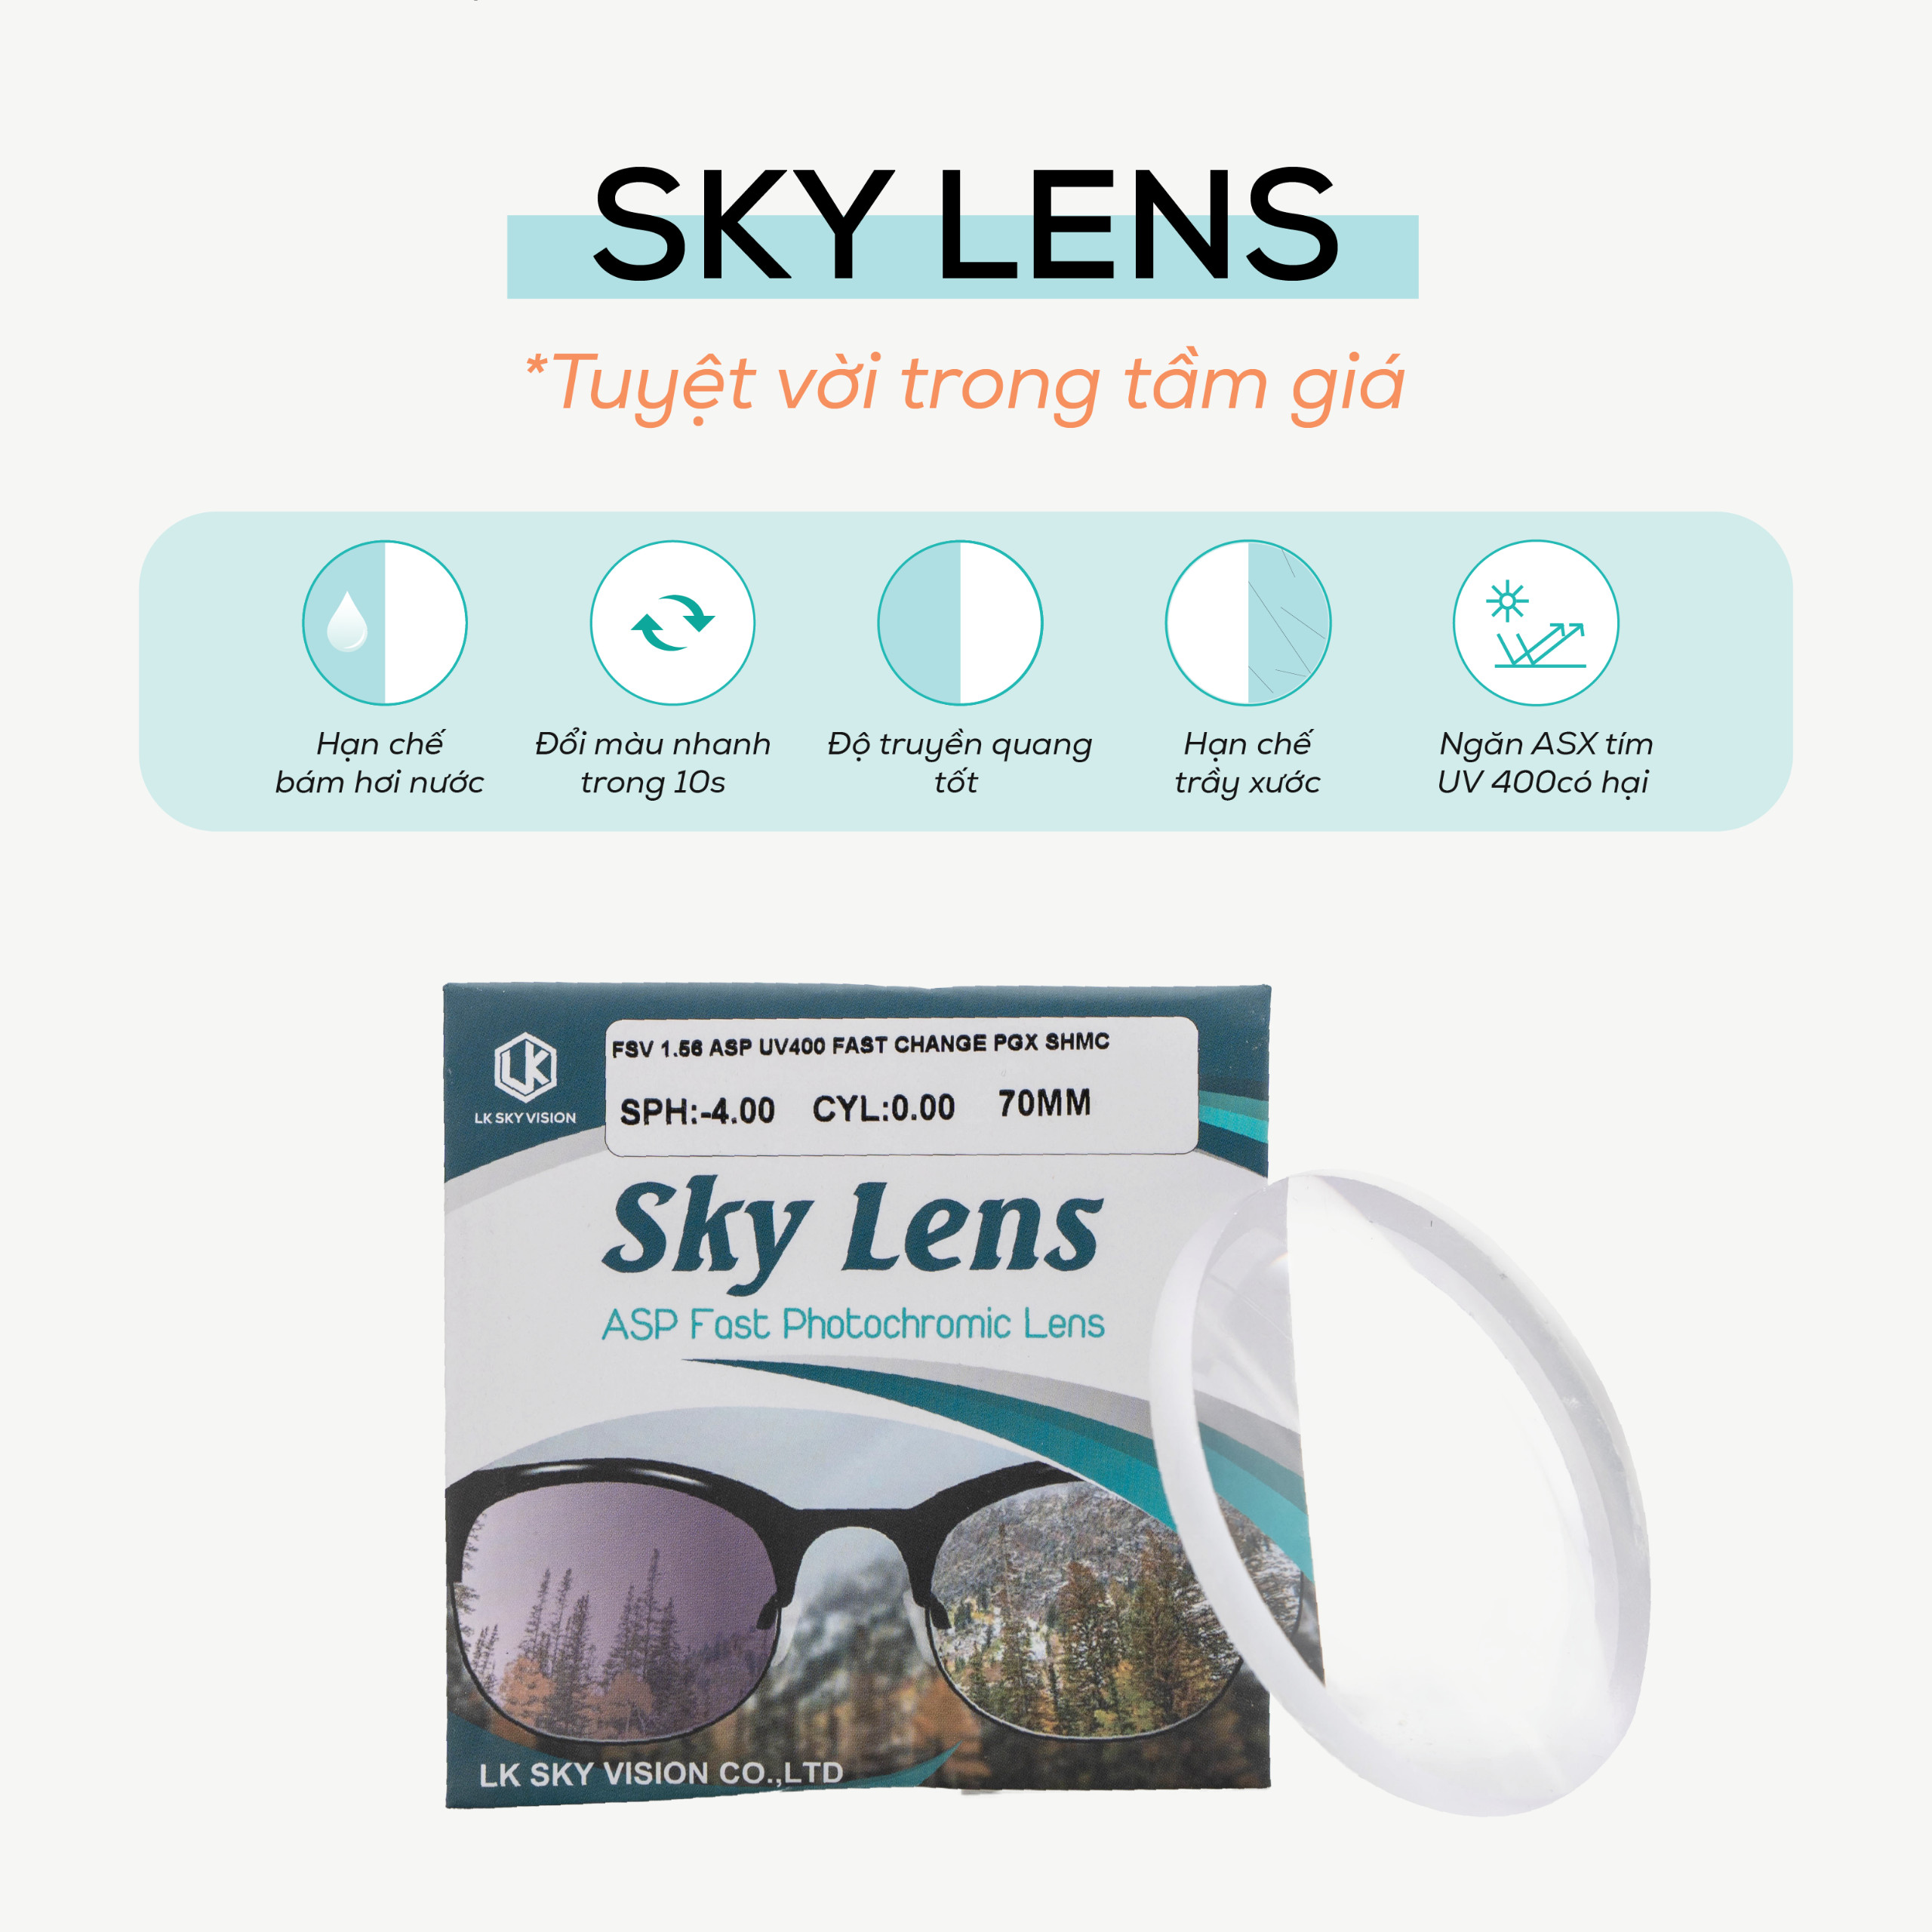 SKY LENS
*Tuyệt vời trong tầm giá
Hạn chế
bám hơi nước
Đổi màu nhanh
trong 10s
Độ truyền quang
tốt
Hạn chế
trầy xước
Ngăn ASX tím
UV 400có hại
LK
LK SKY VISION
FSV 1.56 ASP UV400 FAST CHANGE PGX SHMC
SPH:-4.00 CYL:0.00 70MM
Sky Lens
ASP Fast Photochromic Lens
LK SKY VISION CO.,LTD